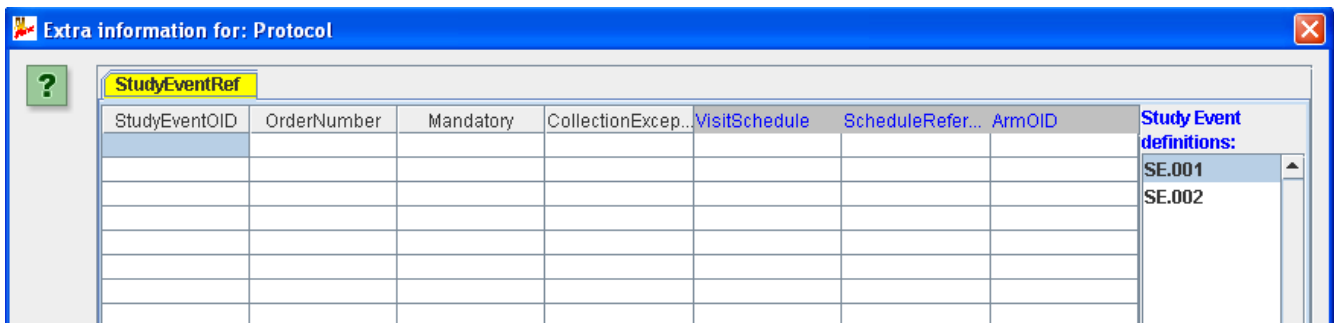 Extra information for: Protocol
?
StudyEventRef
StudyEventOID OrderNumber Mandatory CollectionExcep... VisitSchedule ScheduleRefer... ArmOID
Study Event
definitions:
SE.001
SE.002